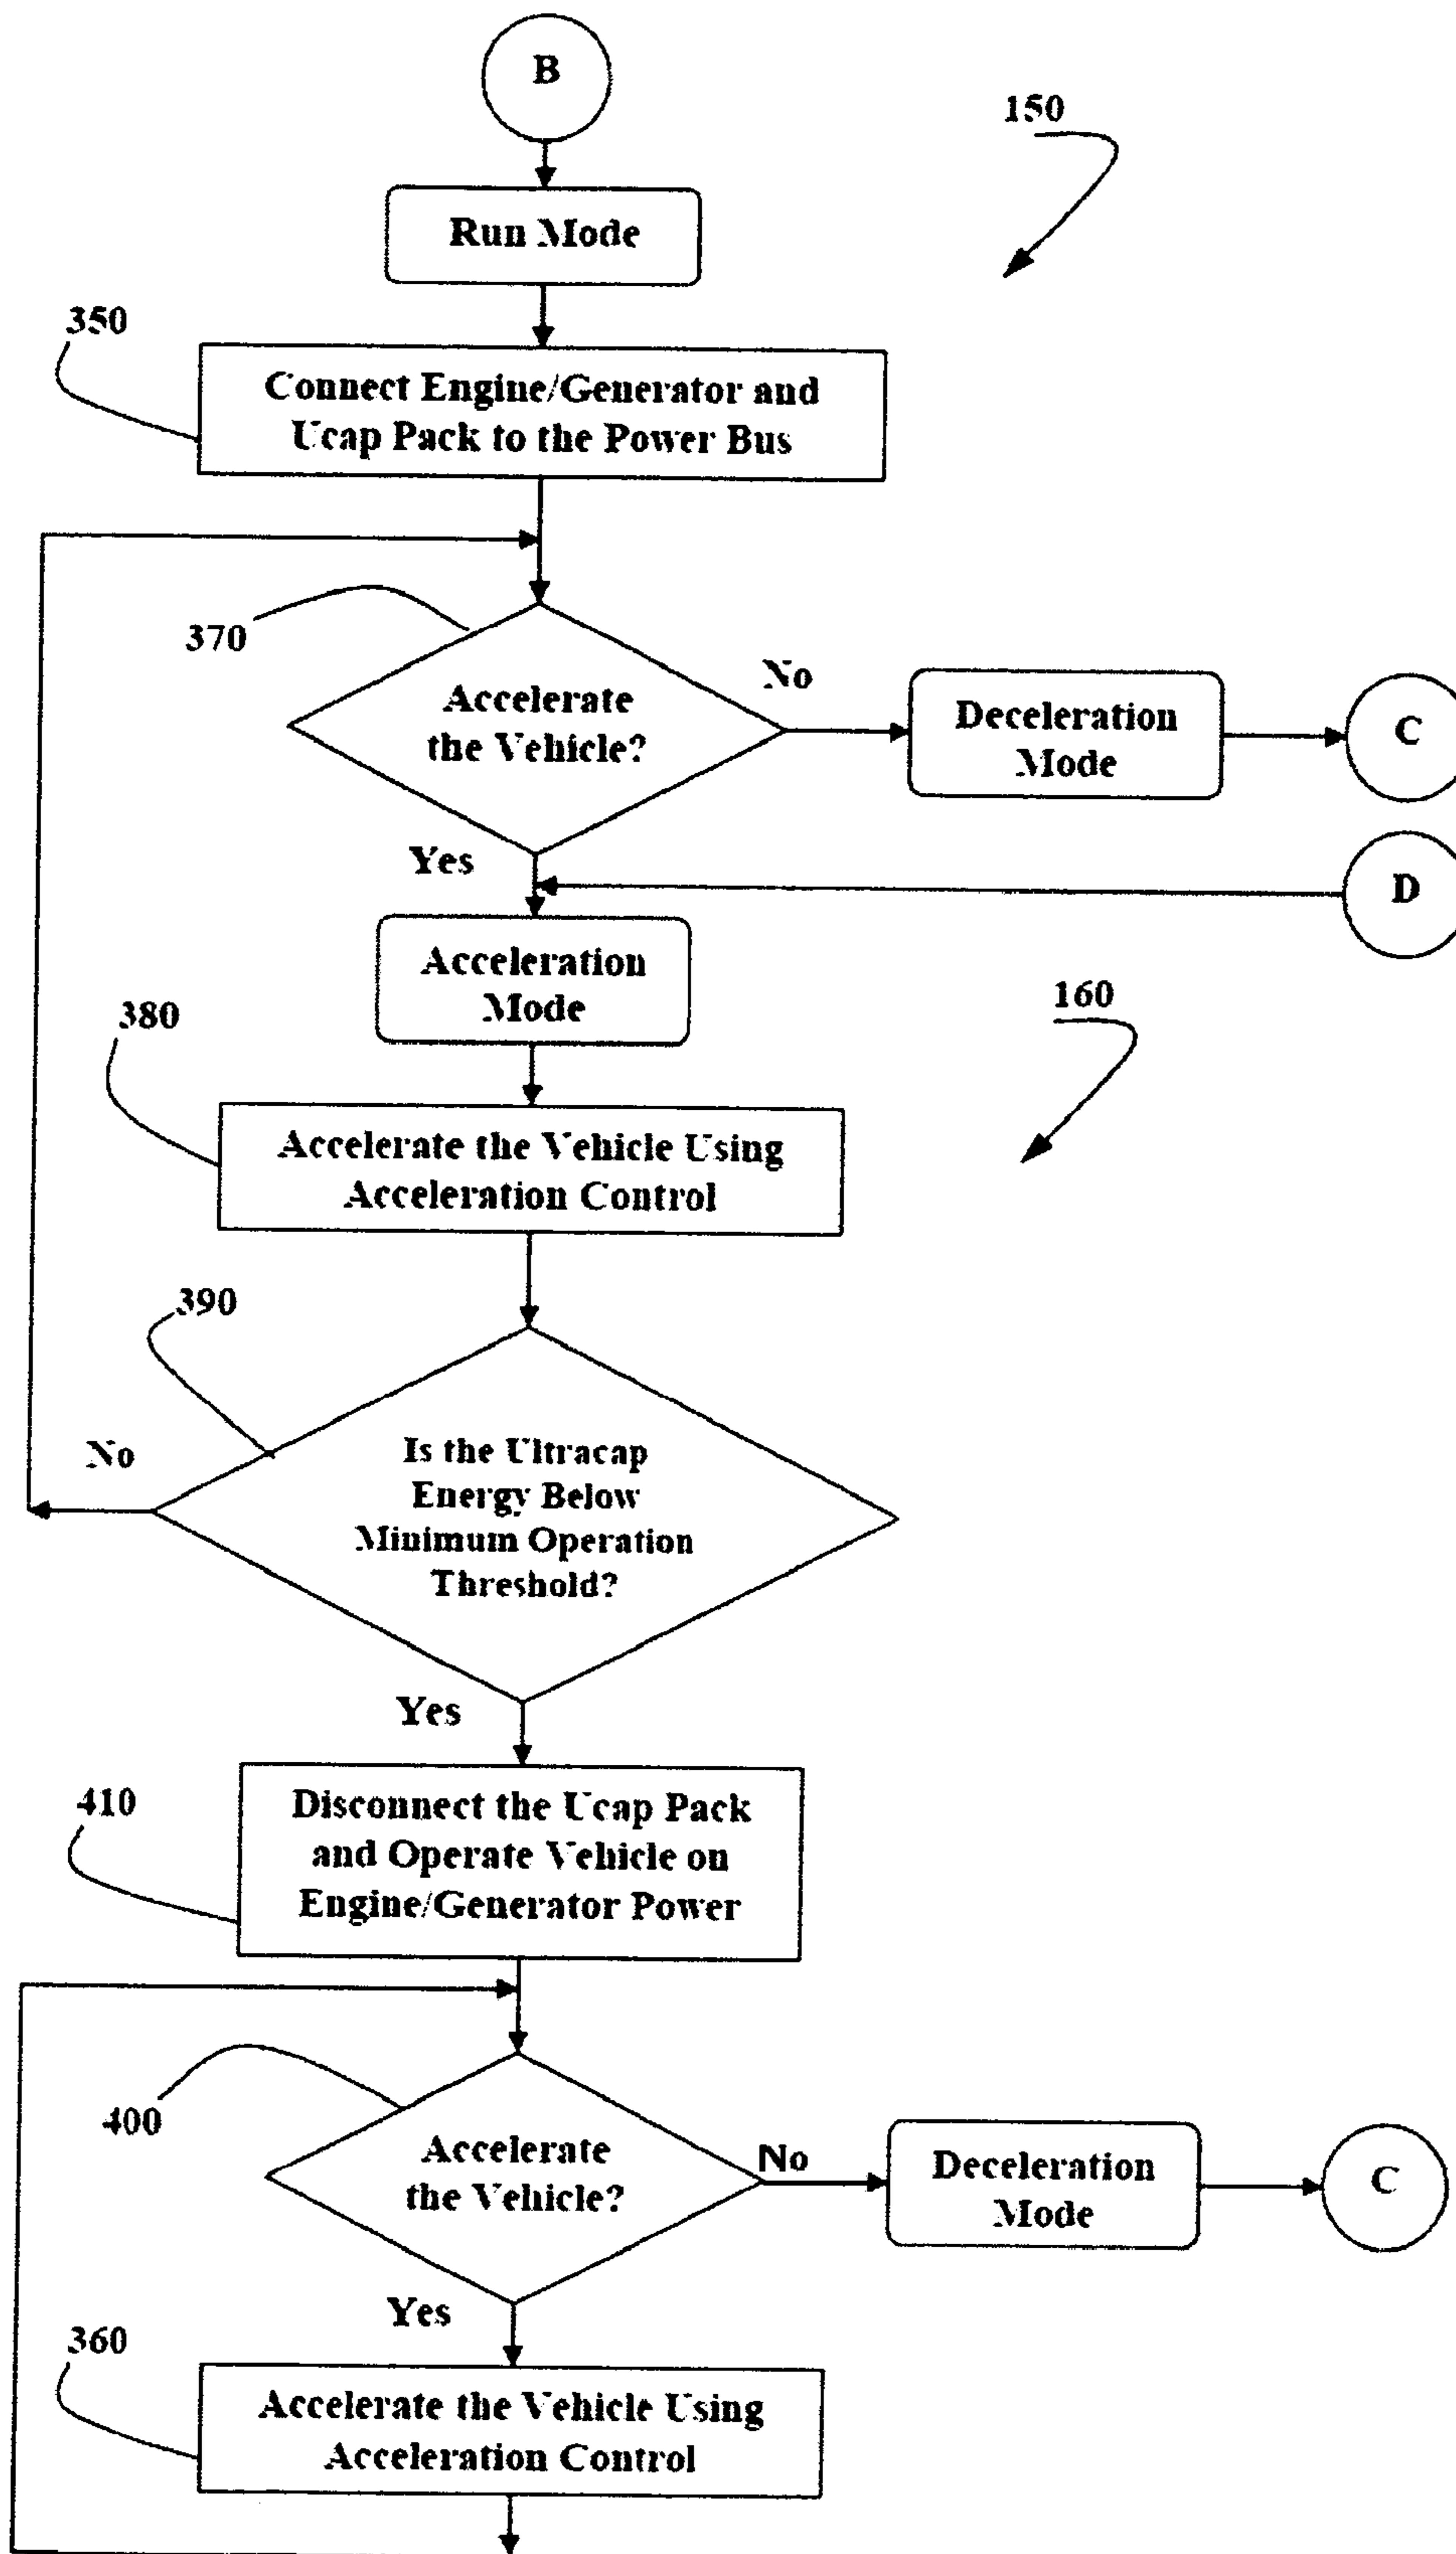 B
150
Run Mode
350
Connect Engine/Generator and
Ucap Pack to the Power Bus
370
Accelerate
the Vehicle?
No
Deceleration
Mode
C
Yes
D
Acceleration
Mode
160
380
Accelerate the Vehicle Using
Acceleration Control
390
No
Is the Ultracap
Energy Below
Minimum Operation
Threshold?
Yes
410
Disconnect the Ucap Pack
and Operate Vehicle on
Engine/Generator Power
400
Accelerate
the Vehicle?
No
Deceleration
Mode
C
Yes
360
Accelerate the Vehicle Using
Acceleration Control